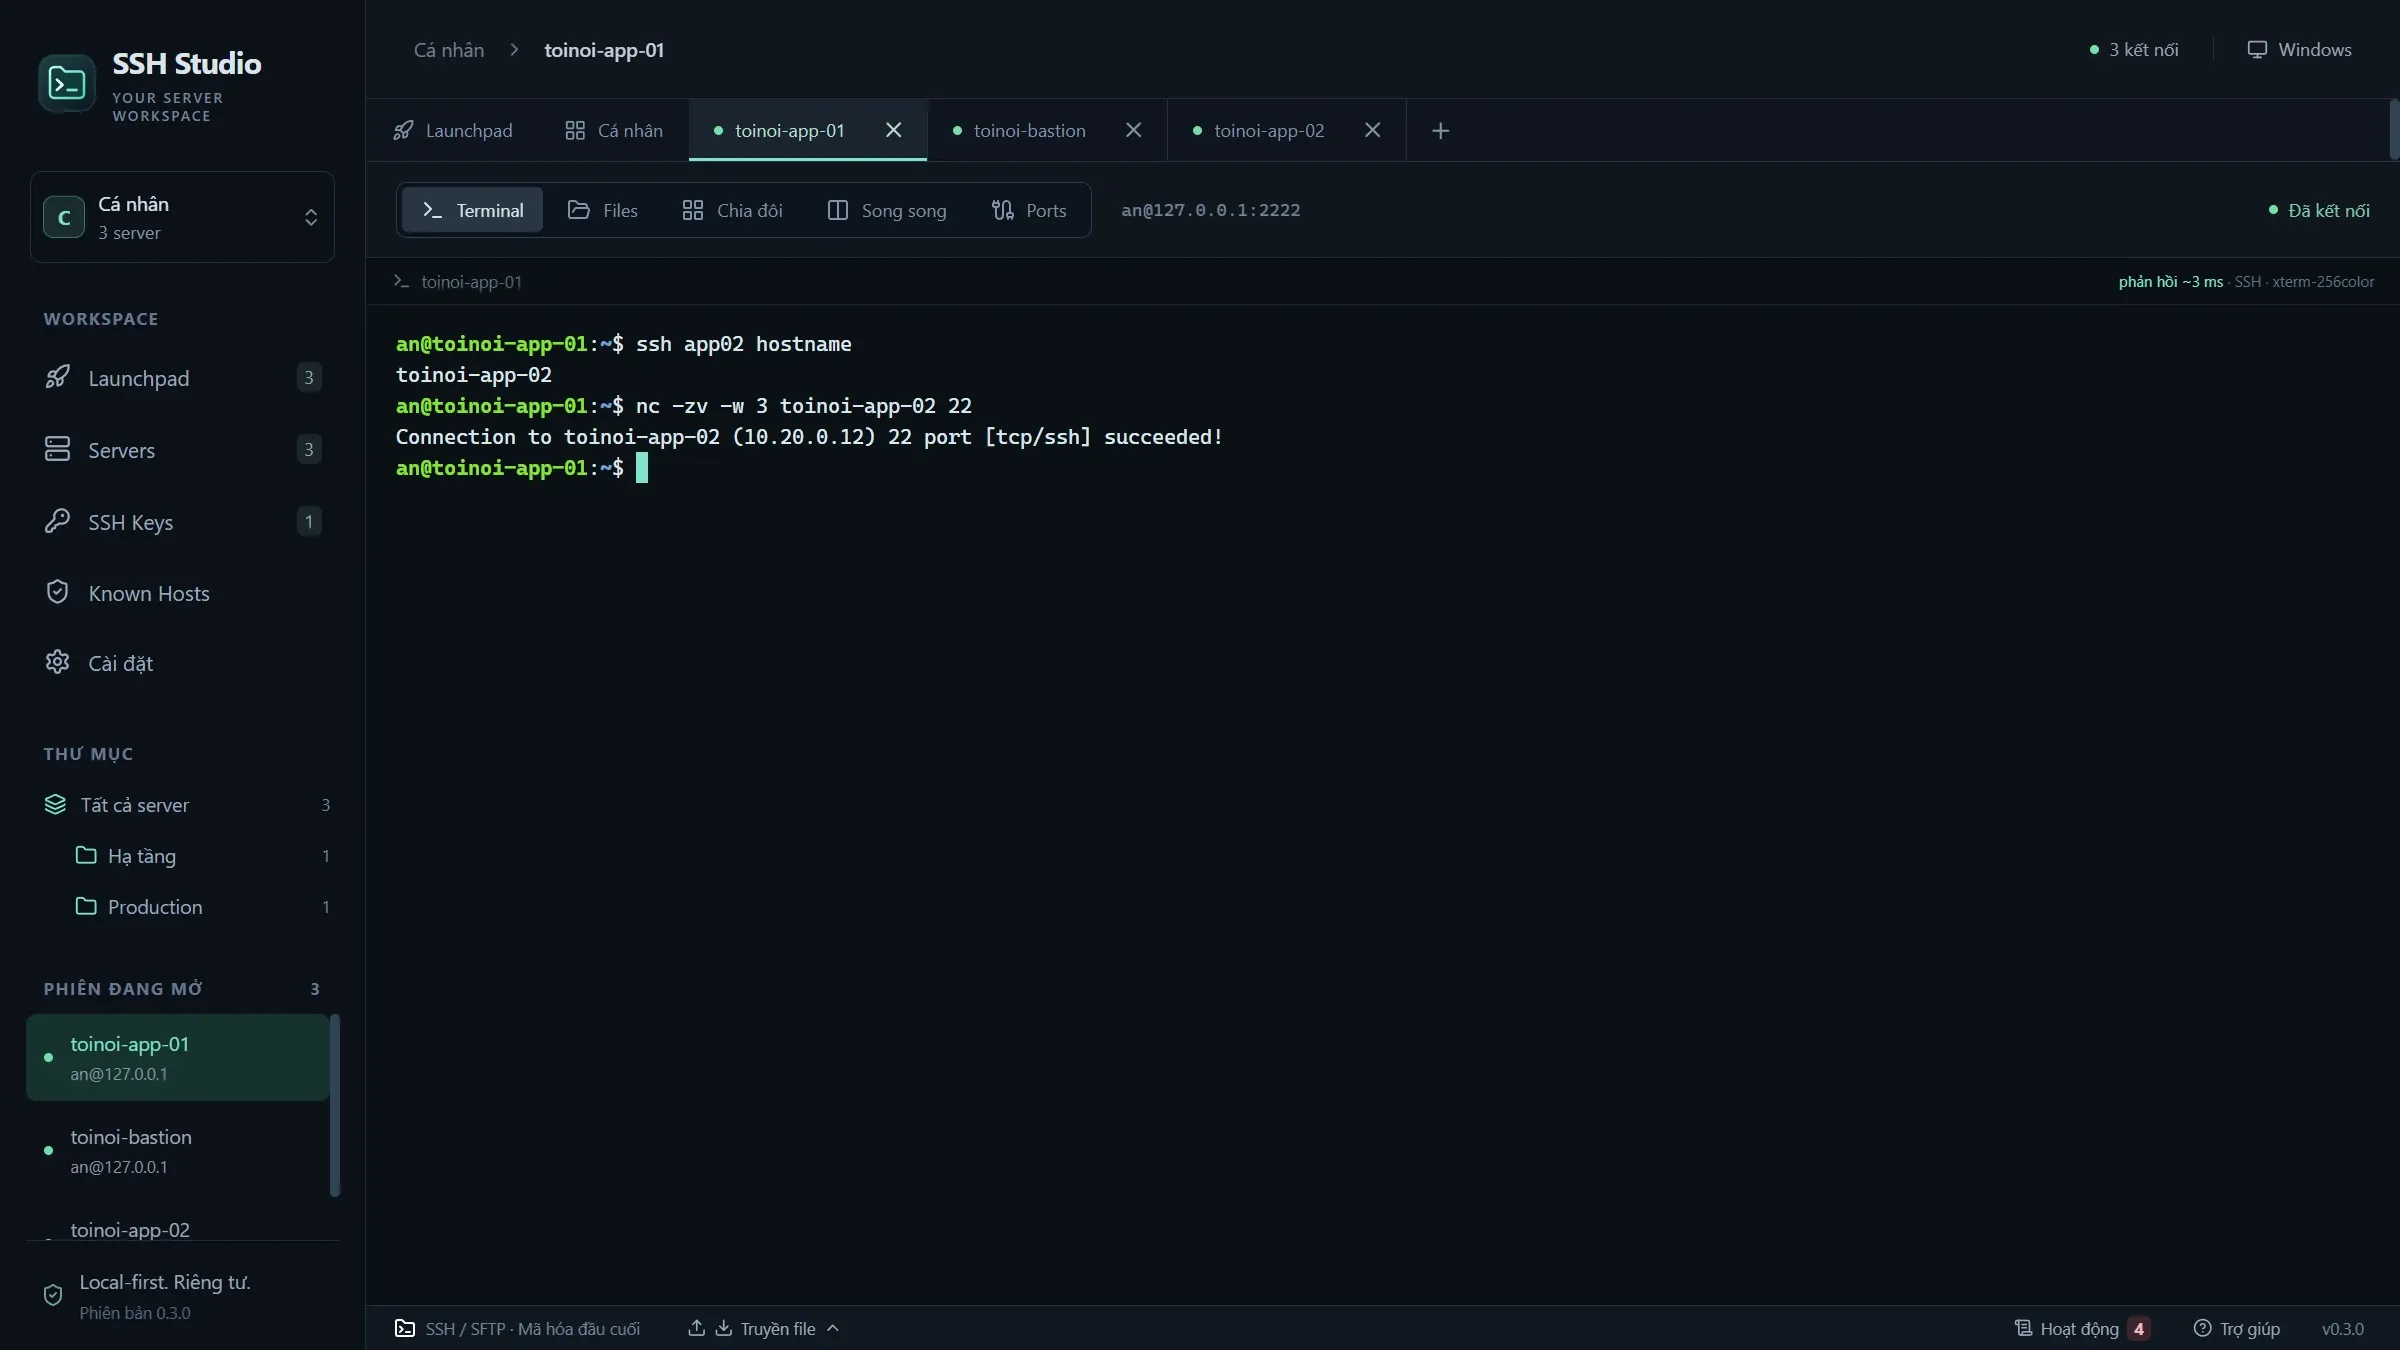 SSH Studio
YOUR SERVER
WORKSPACE
C
Cá nhân
3 server
WORKSPACE
Launchpad 3
Servers 3
SSH Keys 1
Known Hosts
Cài đặt
THƯ MỤC
Tất cả server 3
Hạ tầng 1
Production 1
PHIÊN ĐANG MỞ 3
toinoi-app-01
an@127.0.0.1
toinoi-bastion
an@127.0.0.1
toinoi-app-02
Local-first. Riêng tư.
Phiên bản 0.3.0
Cá nhân > toinoi-app-01
3 kết nối
Windows
Launchpad
Cá nhân
toinoi-app-01
toinoi-bastion
toinoi-app-02
Terminal
Files
Chia đôi
Song song
Ports
an@127.0.0.1:2222
Đã kết nối
toinoi-app-01
phản hồi ~3 ms · SSH · xterm-256color
an@toinoi-app-01:~$ ssh app02 hostname
toinoi-app-02
an@toinoi-app-01:~$ nc -zv -w 3 toinoi-app-02 22
Connection to toinoi-app-02 (10.20.0.12) 22 port [tcp/ssh] succeeded!
an@toinoi-app-01:~$
SSH / SFTP · Mã hóa đầu cuối
Truyền file
Hoạt động 4
Trợ giúp
v0.3.0